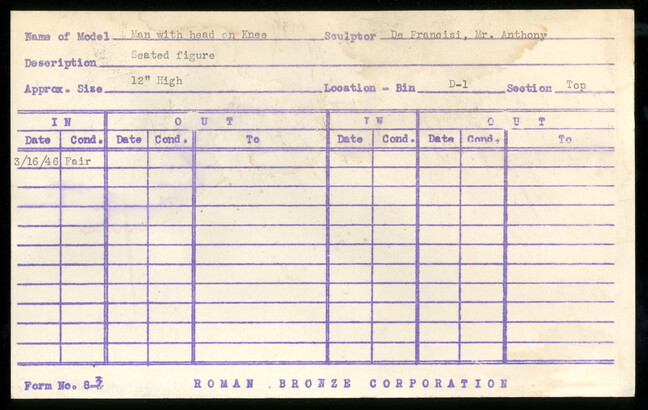 Name of Model Man with head on Knee Sculptor De Francisi, Mr. Anthony
Description Seated figure
Approx. Size 12" High Location - Bin D-1 Section Top
IN OUT IN OUT
Date Cond. Date Cond. To Date Cond. Date Cond. To
3/16/46 Fair
Form No. S-3 ROMAN BRONZE CORPORATION